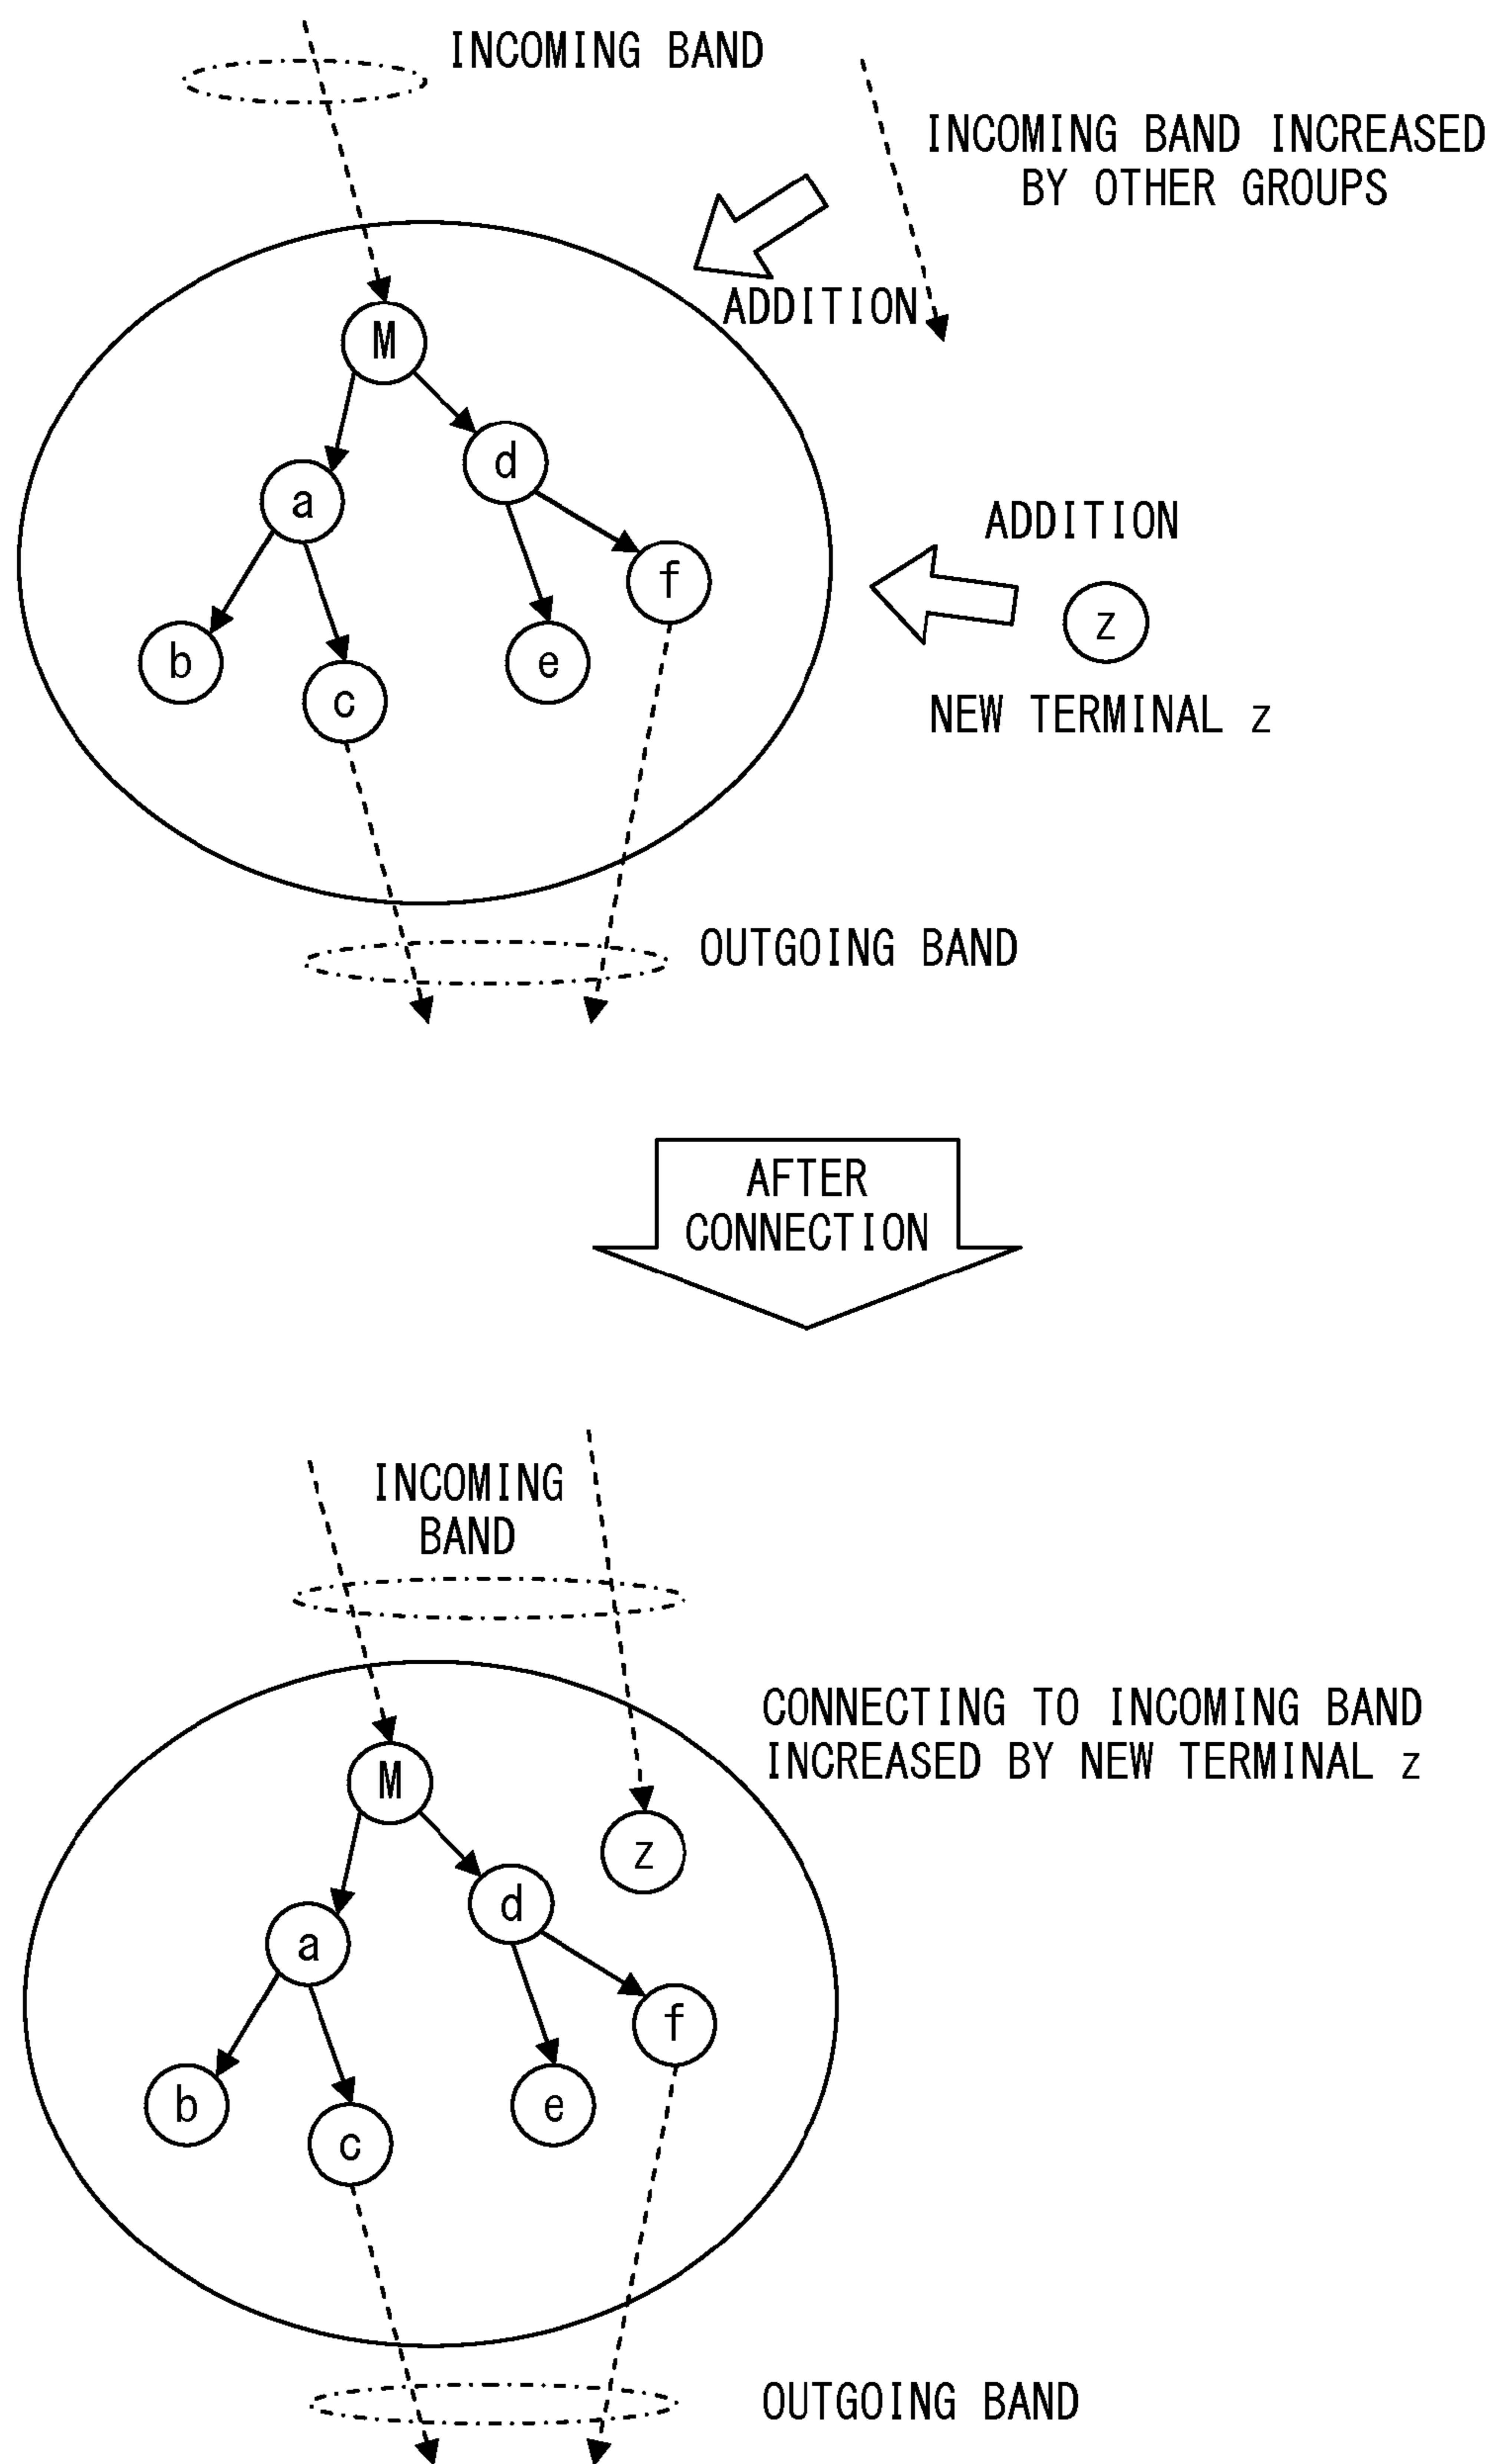 INCOMING BAND
INCOMING BAND INCREASED
BY OTHER GROUPS
ADDITION
M
d
a
ADDITION
f
z
b
e
c
NEW TERMINAL z
OUTGOING BAND
AFTER
CONNECTION
INCOMING
BAND
CONNECTING TO INCOMING BAND
INCREASED BY NEW TERMINAL z
M
z
d
a
f
b
e
c
OUTGOING BAND